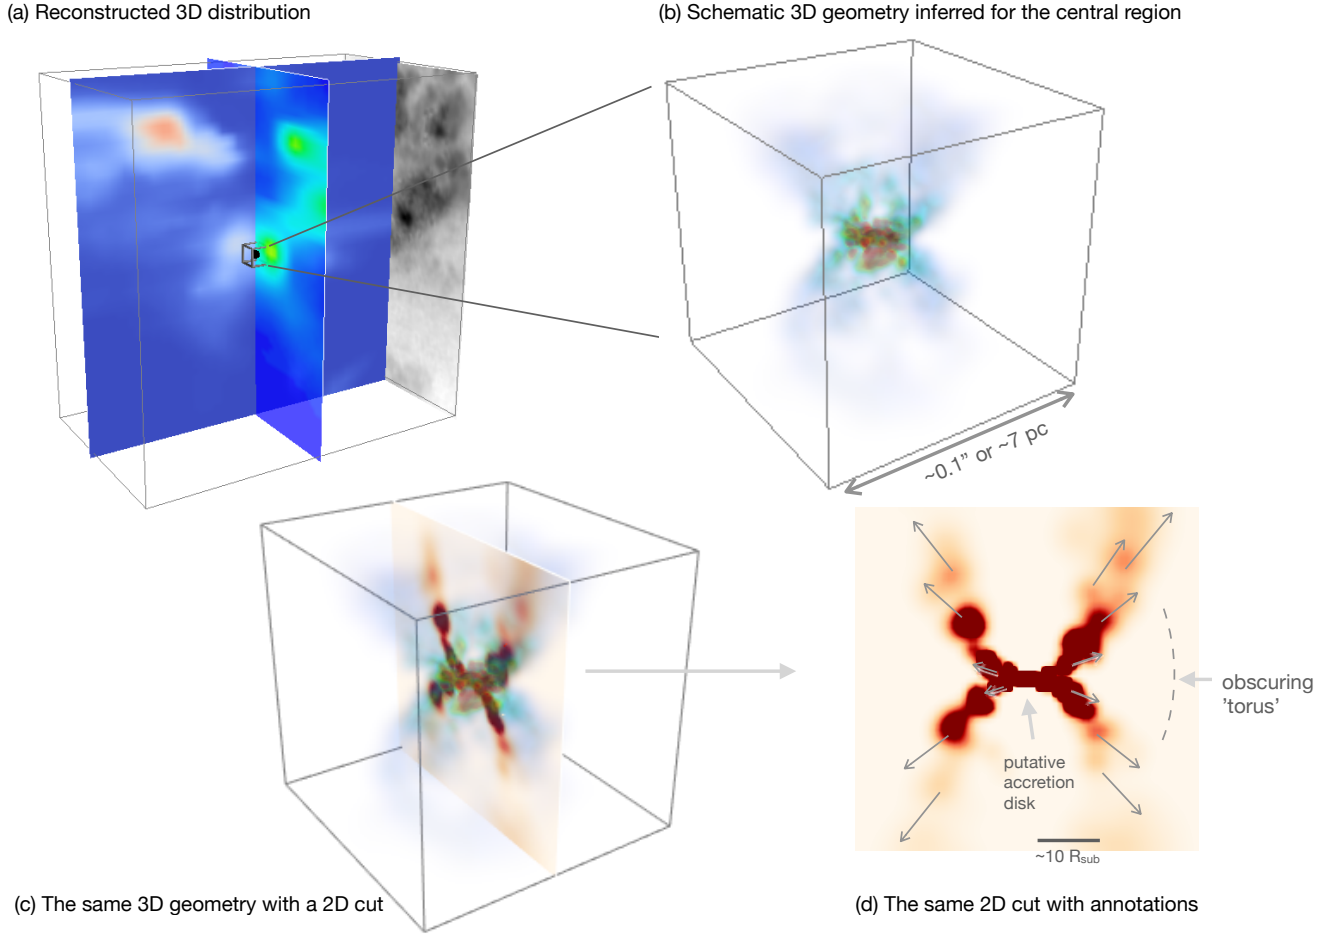 (a) Reconstructed 3D distribution
(b) Schematic 3D geometry inferred for the central region
~0.1” or ~7 pc
obscuring
’torus’
putative
accretion
disk
~10 Rsub
(c) The same 3D geometry with a 2D cut
(d) The same 2D cut with annotations